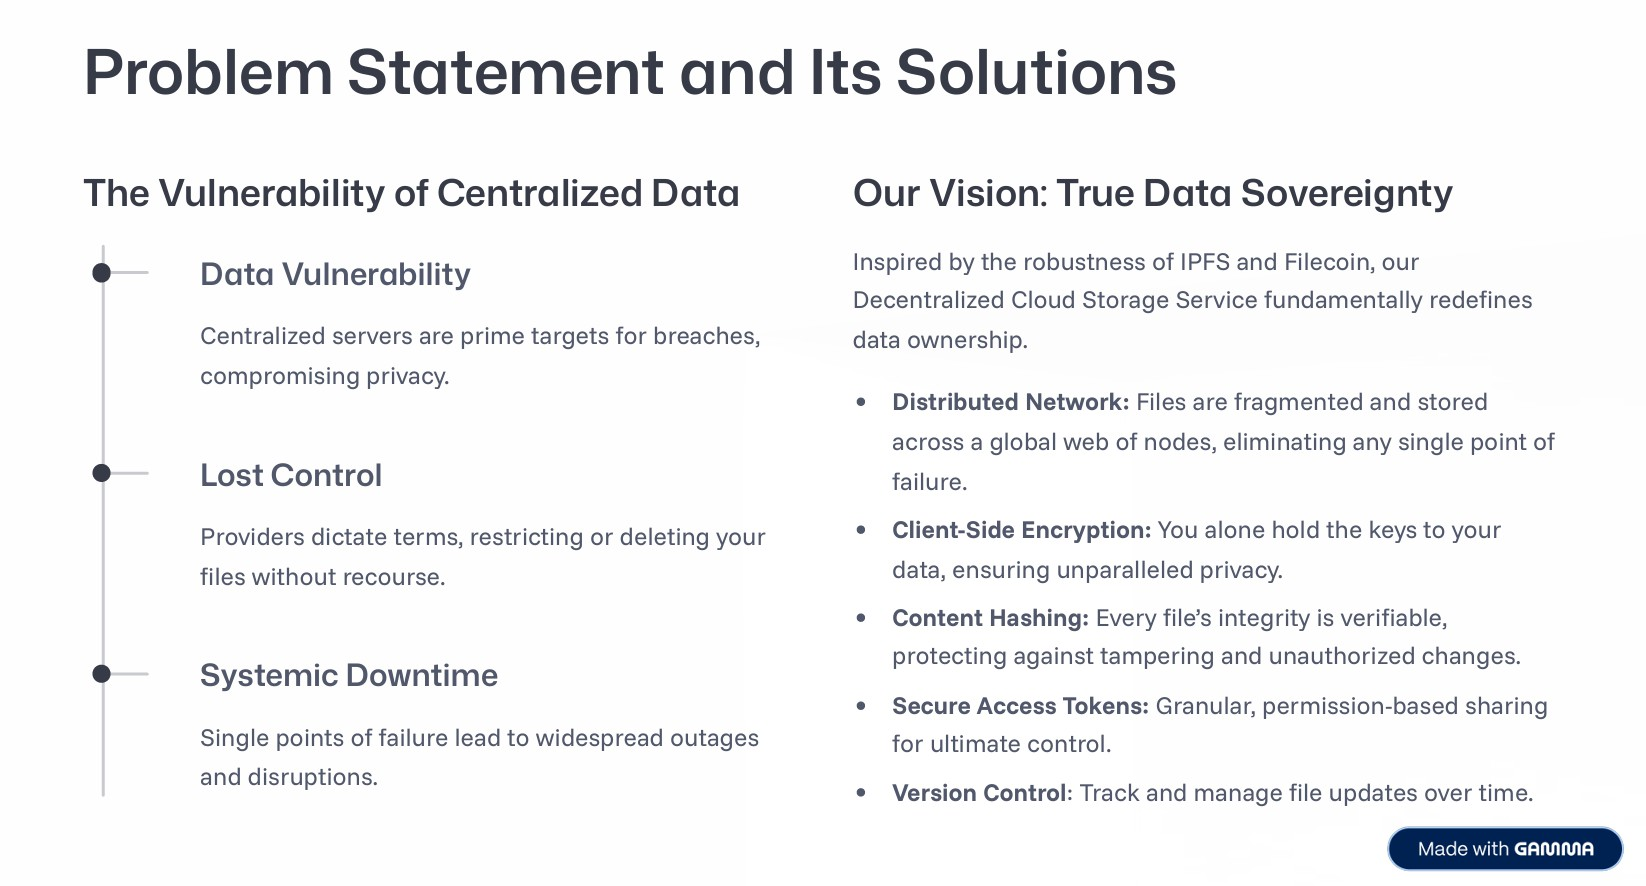 Problem Statement and Its Solutions
The Vulnerability of Centralized Data
Data Vulnerability
Centralized servers are prime targets for breaches,
compromising privacy.
Lost Control
Providers dictate terms, restricting or deleting your
files without recourse.
Systemic Downtime
Single points of failure lead to widespread outages
and disruptions.
Our Vision: True Data Sovereignty
Inspired by the robustness of IPFS and Filecoin, our
Decentralized Cloud Storage Service fundamentally redefines
data ownership.
• Distributed Network: Files are fragmented and stored
across a global web of nodes, eliminating any single point of
failure.
• Client-Side Encryption: You alone hold the keys to your
data, ensuring unparalleled privacy.
• Content Hashing: Every file’s integrity is verifiable,
protecting against tampering and unauthorized changes.
• Secure Access Tokens: Granular, permission-based sharing
for ultimate control.
• Version Control: Track and manage file updates over time.
Made with GAMMA